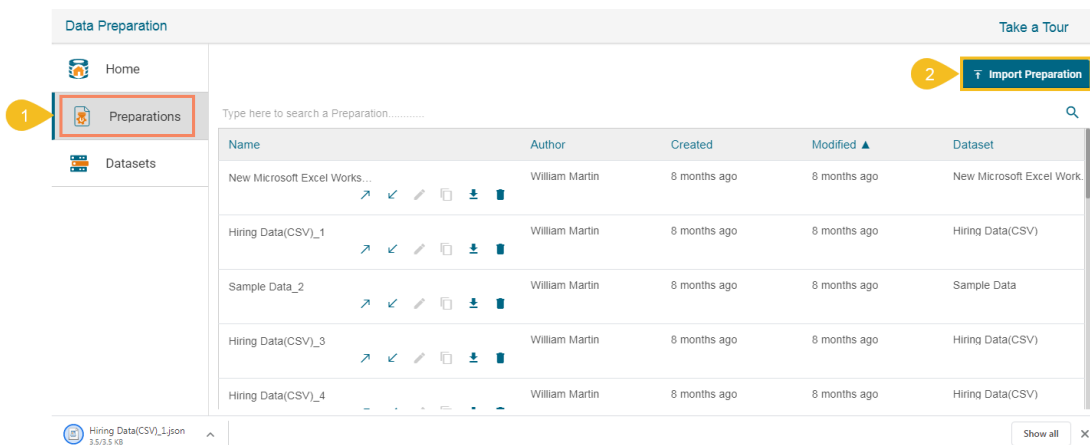 Data Preparation
Take a Tour
Home
2
Import Preparation
1
Preparations
Type here to search a Preparation............
Datasets
Name Author Created Modified ▲ Dataset
New Microsoft Excel Works... William Martin 8 months ago 8 months ago New Microsoft Excel Work.
Hiring Data(CSV)_1 William Martin 8 months ago 8 months ago Hiring Data(CSV)
Sample Data_2 William Martin 8 months ago 8 months ago Sample Data
Hiring Data(CSV)_3 William Martin 8 months ago 8 months ago Hiring Data(CSV)
Hiring Data(CSV)_4 William Martin 8 months ago 8 months ago Hiring Data(CSV)
Hiring Data(CSV)_1.json
3.5/3.5 KB
Show all